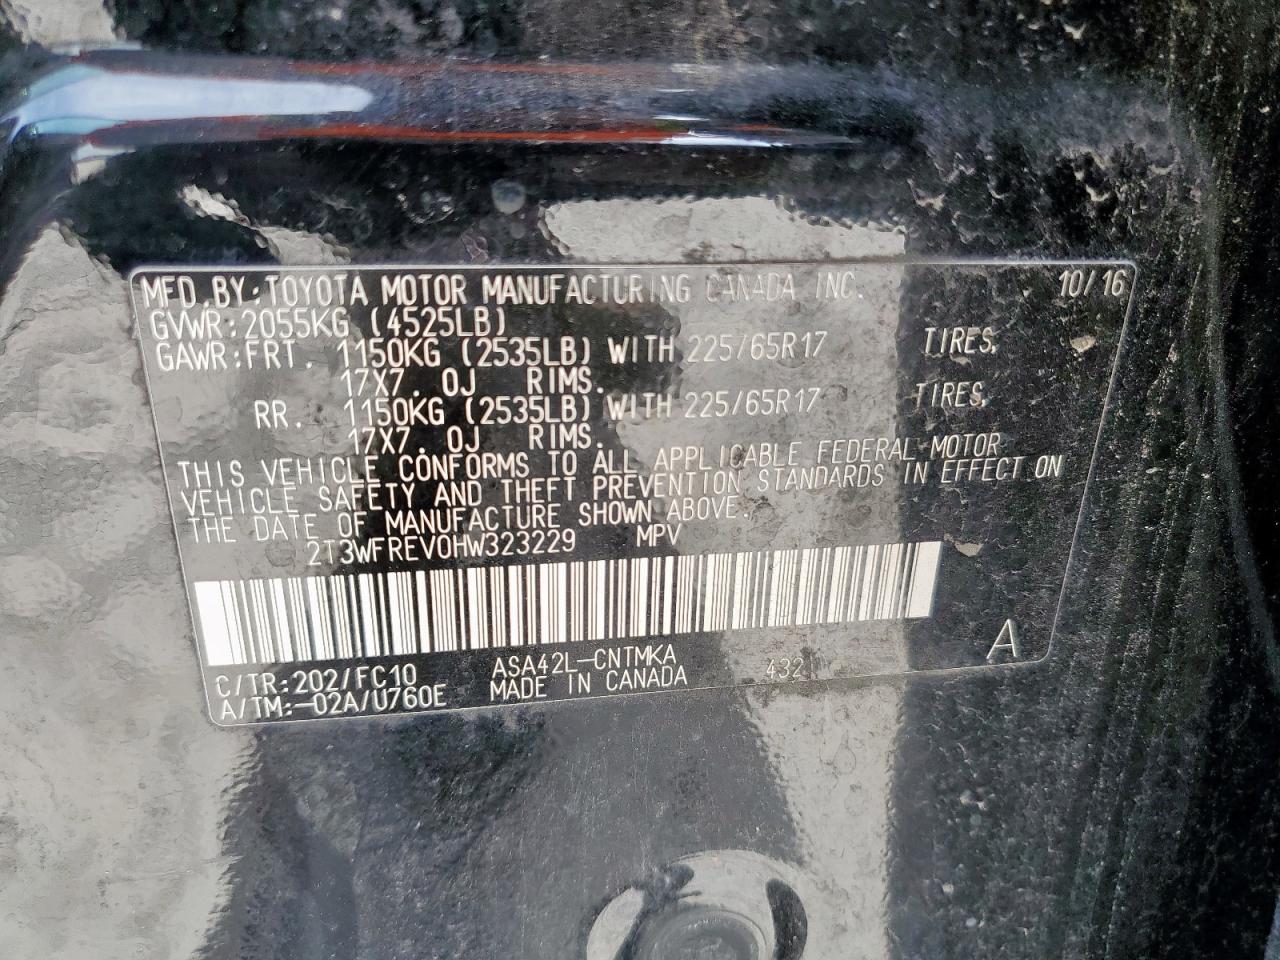 MFD.BY:TOYOTA MOTOR MANUFACTURING CANADA INC. 10/16
GVWR:2055KG (4525LB)
GAWR:FRT. 1150KG (2535LB) WITH 225/65R17 TIRES,
17X7.0J RIMS.
RR. 1150KG (2535LB) WITH 225/65R17 TIRES,
17X7.0J RIMS.
THIS VEHICLE CONFORMS TO ALL APPLICABLE FEDERAL MOTOR
VEHICLE SAFETY AND THEFT PREVENTION STANDARDS IN EFFECT ON
THE DATE OF MANUFACTURE SHOWN ABOVE.
2T3WFREV0HW323229 MPV
C/TR:202/FC10 ASA42L-CNTMKA 4321 A
A/TM:-02A/U760E MADE IN CANADA